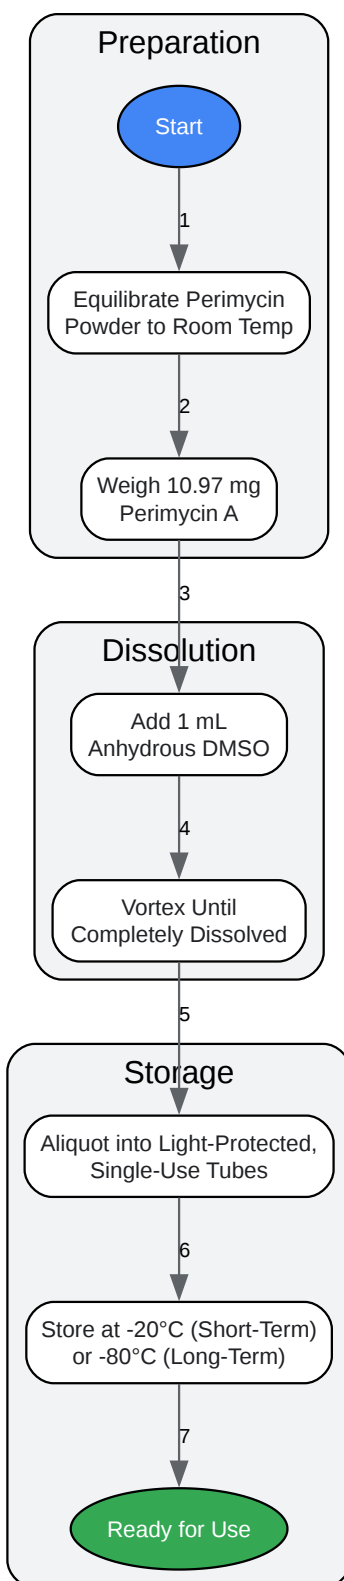 Preparation
Start
1
Equilibrate Perimycin
Powder to Room Temp
2
Weigh 10.97 mg
Perimycin A
3
Dissolution
Add 1 mL
Anhydrous DMSO
4
Vortex Until
Completely Dissolved
5
Storage
Aliquot into Light-Protected,
Single-Use Tubes
6
Store at -20°C (Short-Term)
or -80°C (Long-Term)
7
Ready for Use